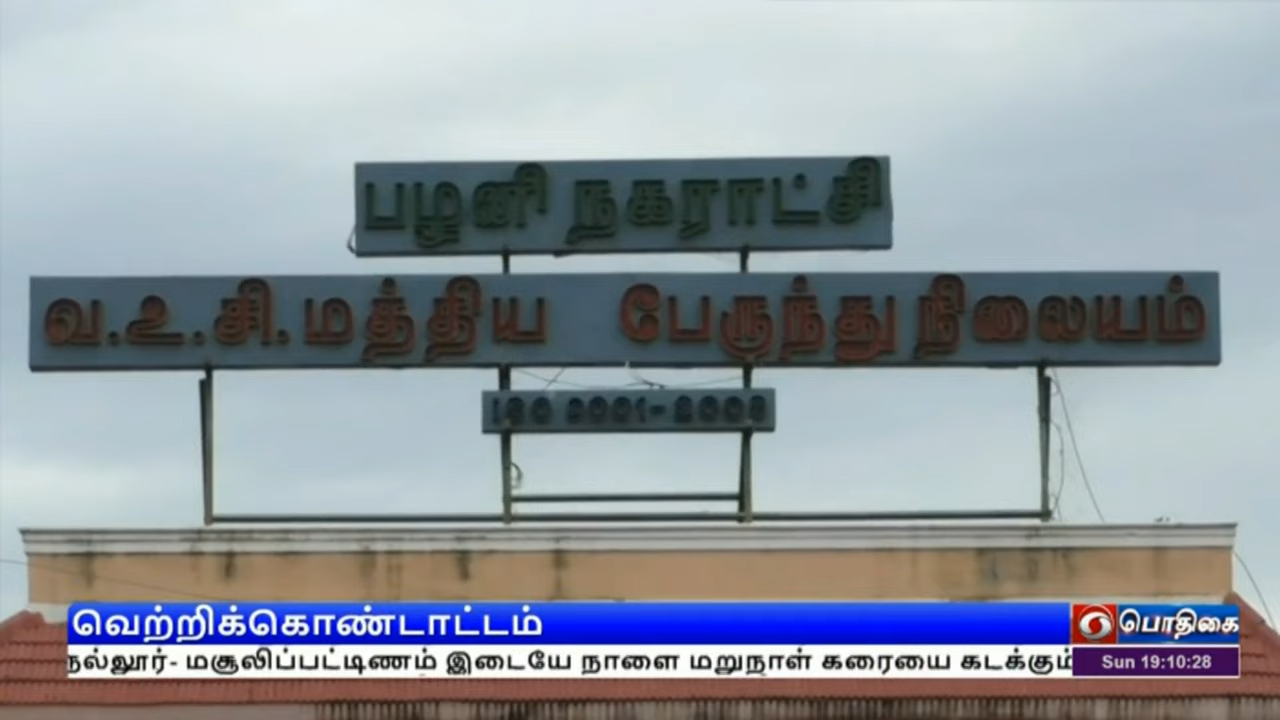 பழனி நகராட்சி
வ.உ.சி.மத்திய பேருந்து நிலையம்
ISO 9001-2008
வெற்றிக்கொண்டாட்டம்
பொதிகை
நல்லூர்- மசூலிப்பட்டிணம் இடையே நாளை மறுநாள் கரையை கடக்கும்
Sun 19:10:28